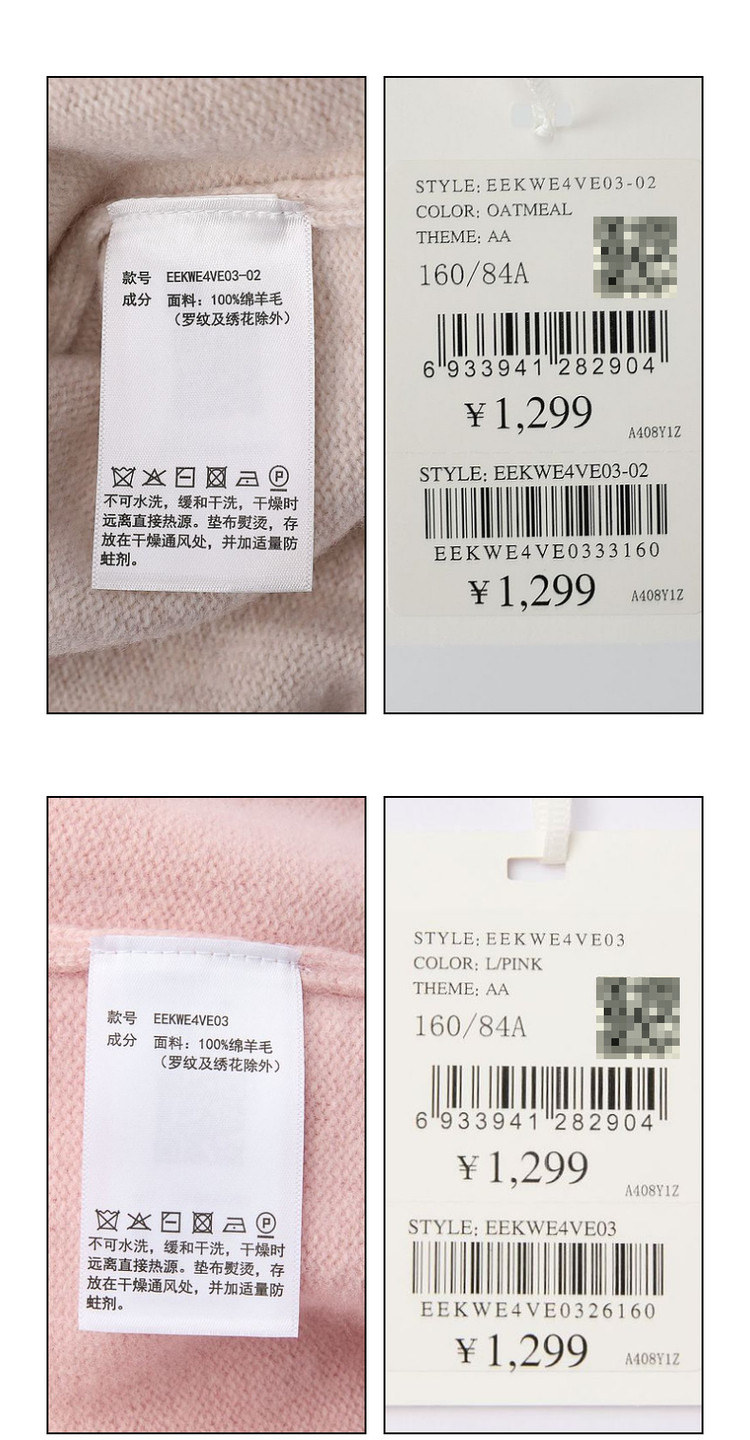 款号 EEKWE4VE03-02
成分 面料：100%绵羊毛
（罗纹及绣花除外）
P
不可水洗，缓和干洗，干燥时
远离直接热源。垫布熨烫，存
放在干燥通风处，并加适量防
蛀剂。
STYLE: EEKWE4VE03-02
COLOR: OATMEAL
THEME: AA
160/84A
6 933941 282904
¥1,299
A408Y1Z
STYLE: EEKWE4VE03-02
EEKWE4VE0333160
¥1,299
A408Y1Z
款号 EEKWE4VE03
成分 面料：100%绵羊毛
（罗纹及绣花除外）
P
不可水洗，缓和干洗，干燥时
远离直接热源。垫布熨烫，存
放在干燥通风处，并加适量防
蛀剂。
STYLE: EEKWE4VE03
COLOR: L/PINK
THEME: AA
160/84A
6 933941 282904
¥1,299
A408Y1Z
STYLE: EEKWE4VE03
EEKWE4VE0326160
¥1,299
A408Y1Z